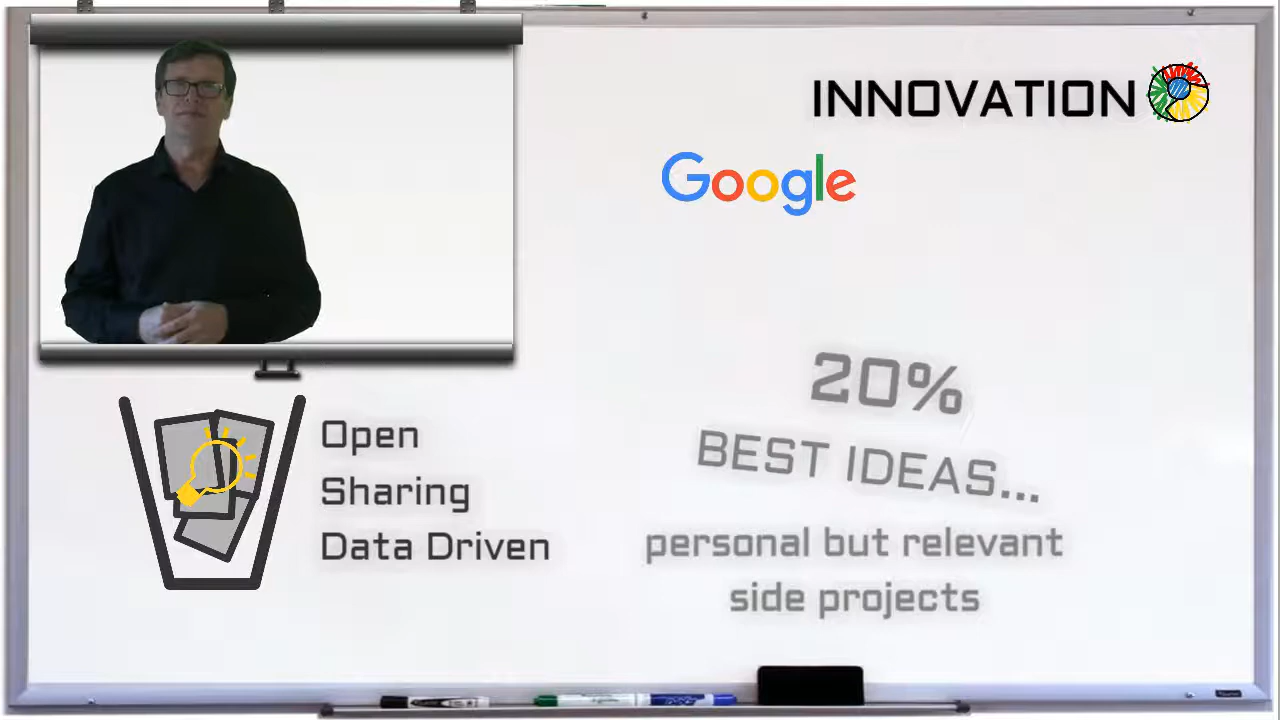 INNOVATION
Google
Open
Sharing
Data Driven
20%
BEST IDEAS...
personal but relevant
side projects